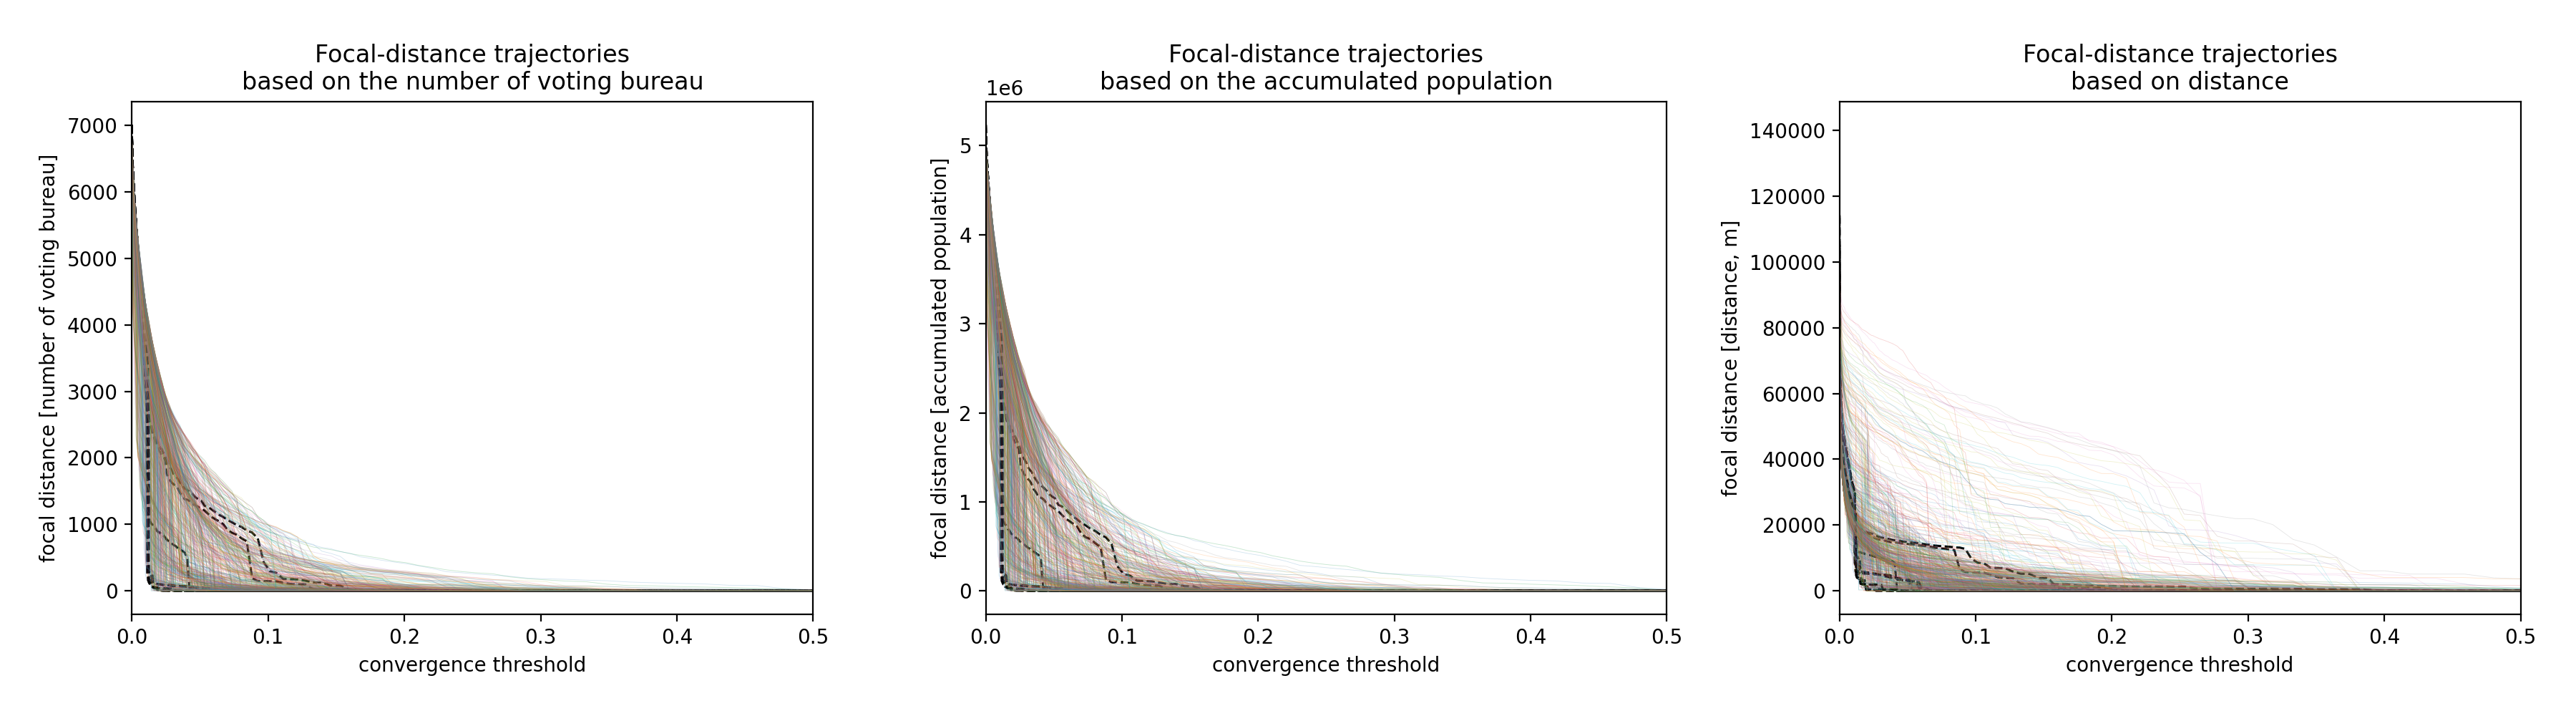 Focal-distance trajectories
based on the number of voting bureau
focal distance [number of voting bureau]
7000
6000
5000
4000
3000
2000
1000
0
0.0 0.1 0.2 0.3 0.4 0.5
convergence threshold
Focal-distance trajectories
based on the accumulated population
1e6
focal distance [accumulated population]
5
4
3
2
1
0
0.0 0.1 0.2 0.3 0.4 0.5
convergence threshold
Focal-distance trajectories
based on distance
focal distance [distance, m]
140000
120000
100000
80000
60000
40000
20000
0
0.0 0.1 0.2 0.3 0.4 0.5
convergence threshold